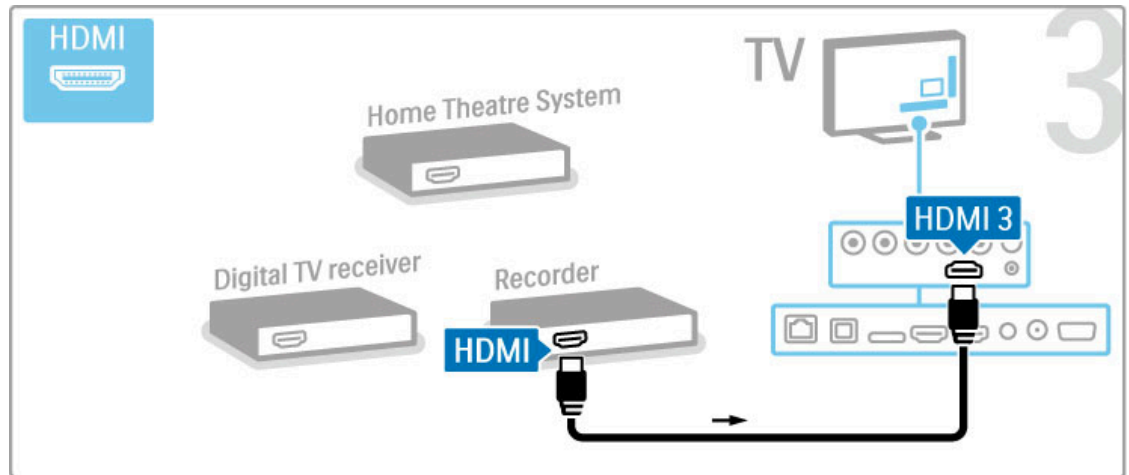 HDMI
TV
3
Home Theatre System
HDMI 3
Digital TV receiver
Recorder
HDMI